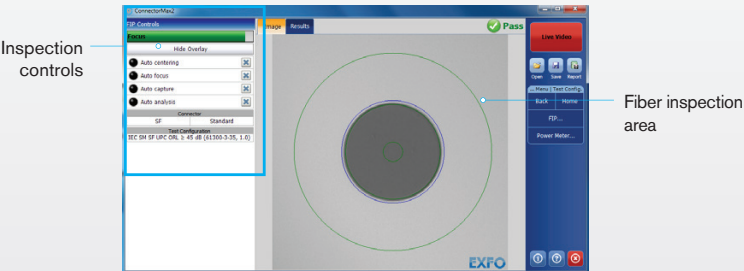 ConnectorMax2
FIP Controls
Focus
Hide Overlay
Auto centering
Auto focus
Auto capture
Auto analysis
Connector
SF Standard
Test Configuration
IEC SM SF UPC ORL ≥ 45 dB (61300-3-35, 1.0)
Inspection
controls
Image Results
Pass
EXFO
Live Video
Open Save Report
Menu | Test Config.
Back Home
FIP...
Power Meter...
Fiber inspection
area